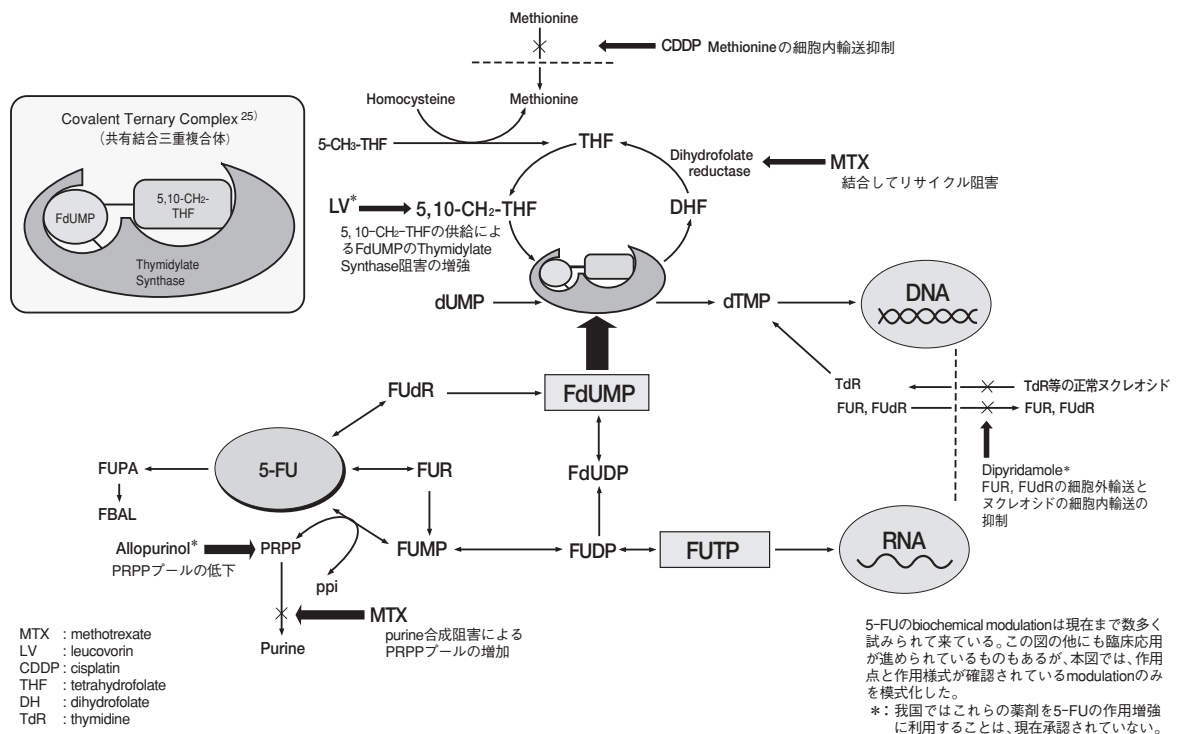 Methionine
CDDP Methionineの細胞内輸送抑制
Covalent Ternary Complex 25)
(共有結合三重複合体)
FdUMP
5,10-CH2-
THF
Thymidylate
Synthase
Homocysteine
Methionine
5-CH3-THF
THF
Dihydrofolate
reductase
MTX
結合してリサイクル阻害
LV*
5,10-CH2-THF
DHF
5, 10-CH2-THFの供給によ
るFdUMPのThymidylate
Synthase阻害の増強
dUMP
dTMP
DNA
FUdR
FdUMP
TdR
TdR等の正常ヌクレオシド
FUR, FUdR
FUR, FUdR
FUPA
5-FU
FUR
FdUDP
Dipyridamole*
FUR, FUdRの細胞外輸送と
ヌクレオシドの細胞内輸送の
抑制
FBAL
Allopurinol*
PRPP
PRPPプールの低下
FUMP
FUDP
FUTP
RNA
ppi
MTX
purine合成阻害による
PRPPプールの増加
Purine
MTX : methotrexate
LV : leucovorin
CDDP : cisplatin
THF : tetrahydrofolate
DH : dihydrofolate
TdR : thymidine
5-FUのbiochemical modulationは現在まで数多く
試みられて来ている。この図の他にも臨床応用
が進められているものもあるが、本図では、作用
点と作用様式が確認されているmodulationのみ
を模式化した。
*: 我国ではこれらの薬剤を5-FUの作用増強
に利用することは、現在承認されていない。